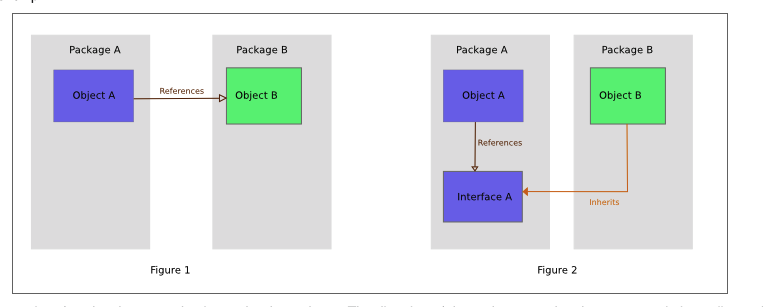 Package A
Package B
Object A
References
Object B
Figure 1
Package A
Package B
Object A
Object B
References
Interface A
Inherits
Figure 2